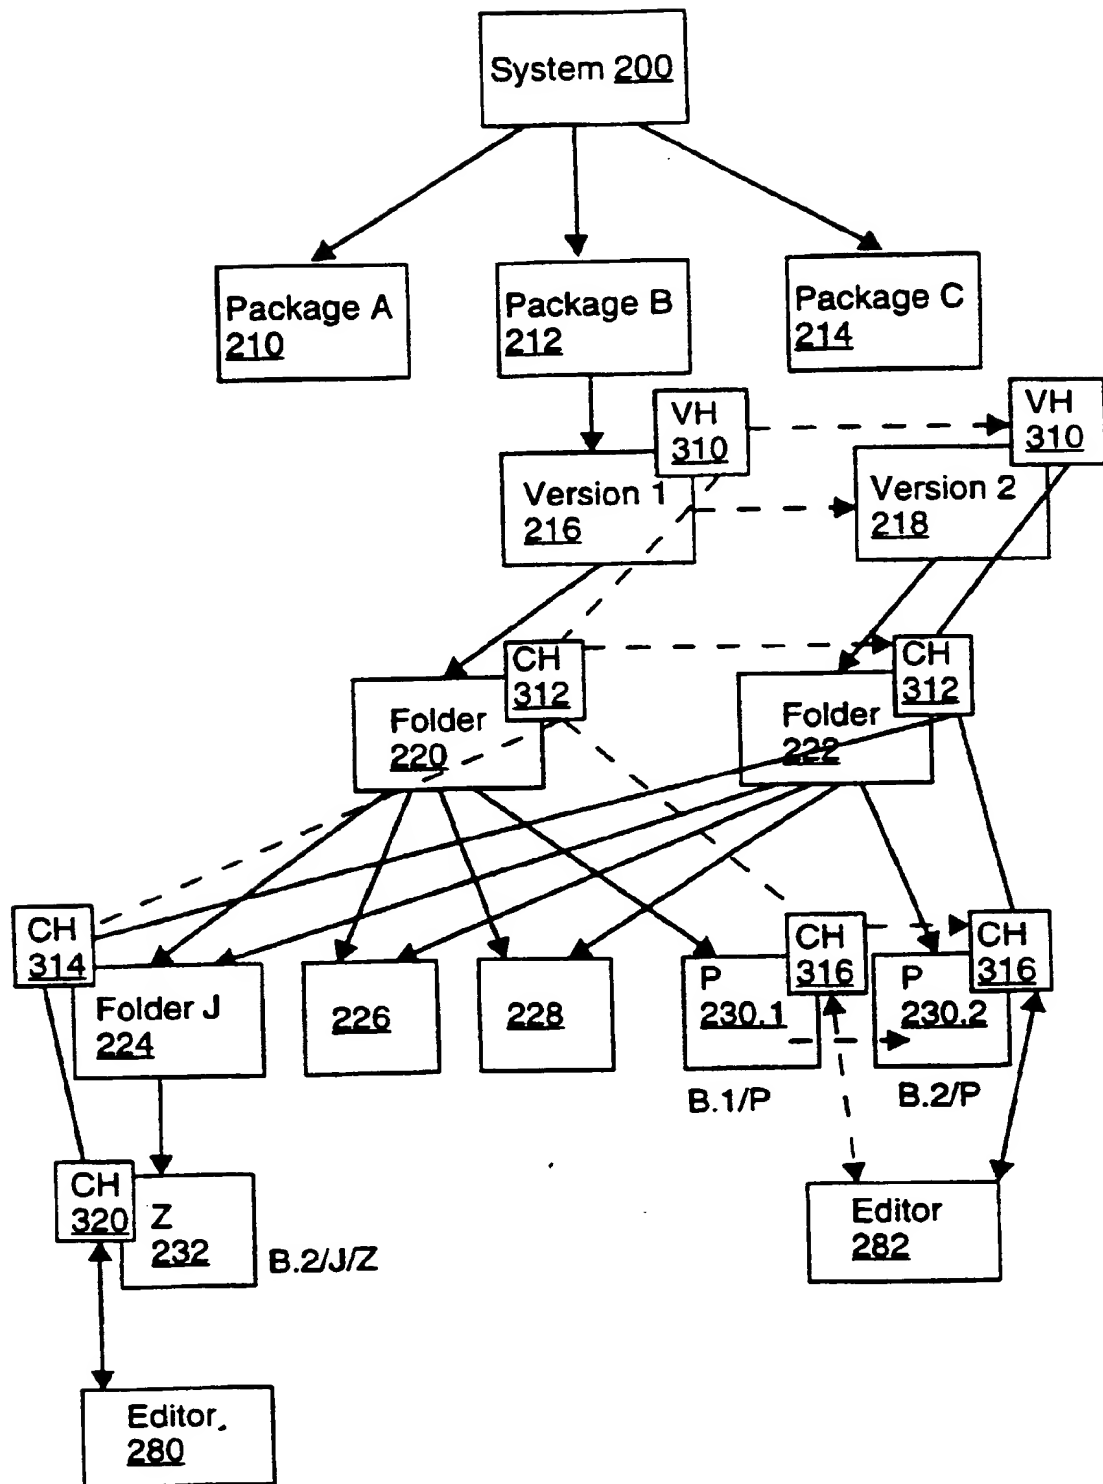 System 200
Package A
210
Package B
212
Package C
214
VH
310
VH
310
Version 1
216
Version 2
218
CH
312
CH
312
Folder
220
Folder
222
CH
314
CH
316
CH
316
Folder J
224
226
228
P
230.1
P
230.2
B.1/P
B.2/P
CH
320
Z
232
B.2/J/Z
Editor
282
Editor
280